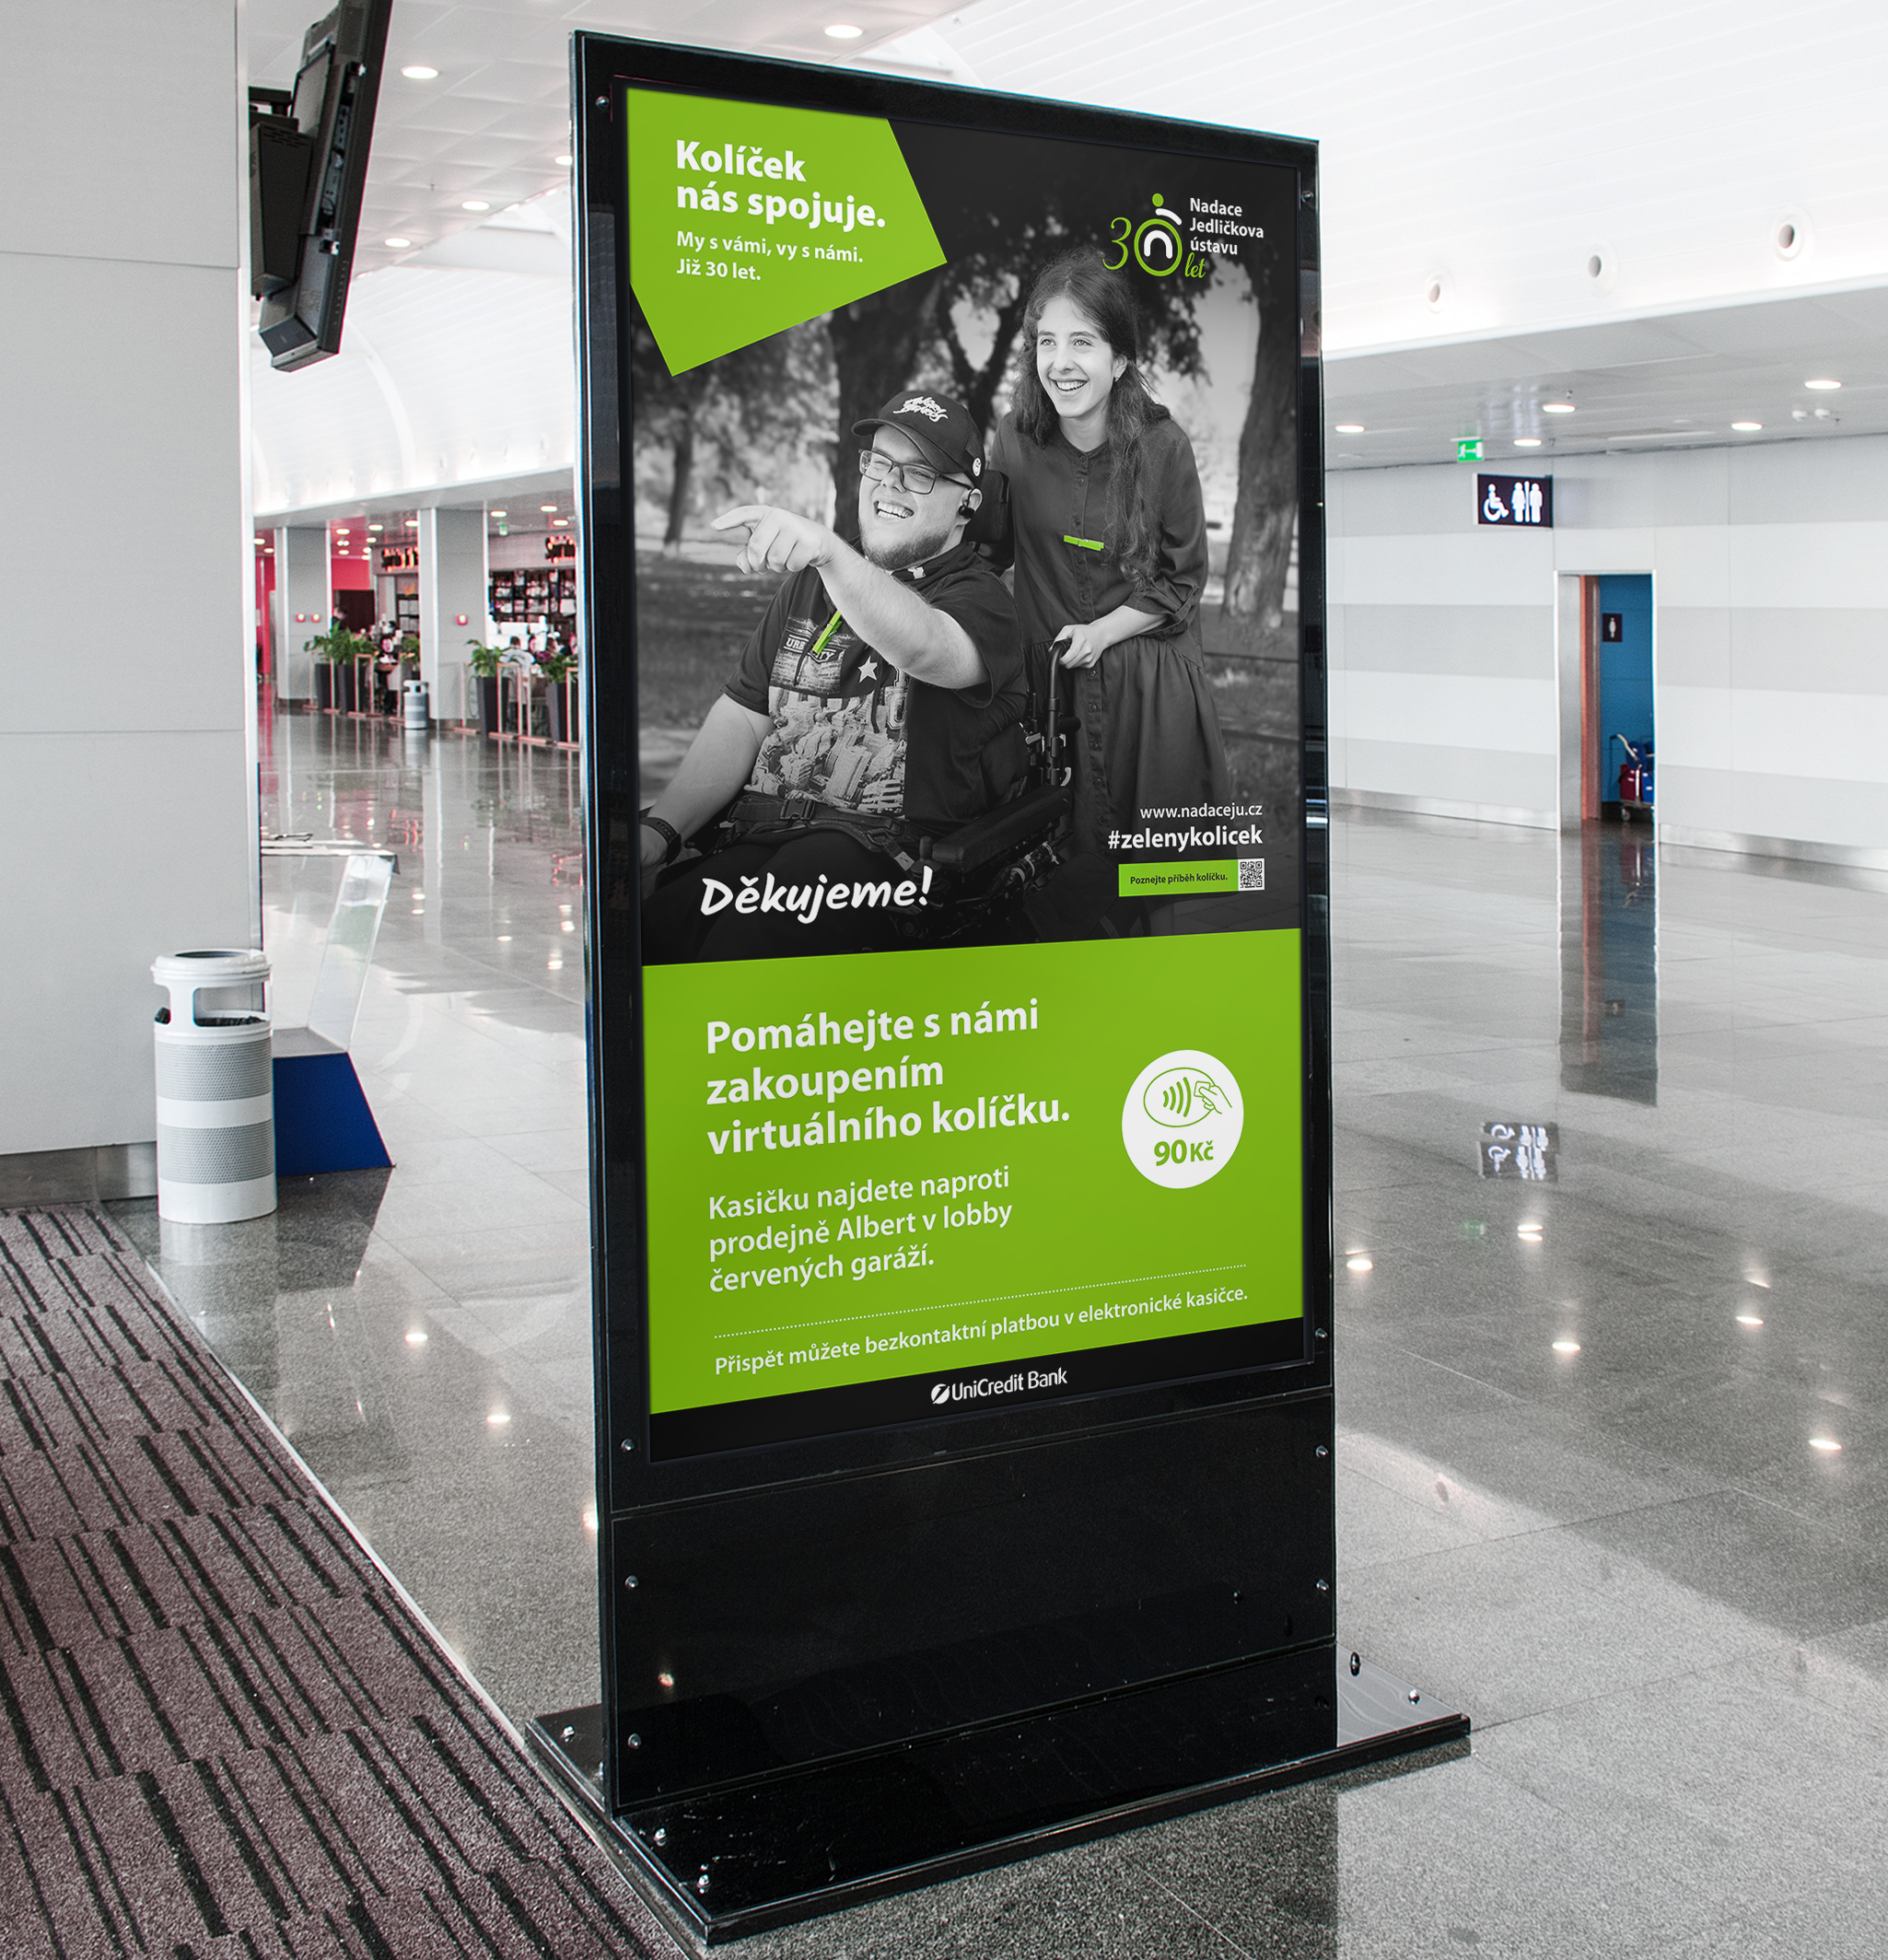 Kolíček
nás spojuje.
My s vámi, vy s námi.
Již 30 let.
30
let
Nadace
Jedličkova
ústavu
www.nadaceju.cz
#zelenykolicek
Poznejte příběh kolíčku.
Děkujeme!
Pomáhejte s námi
zakoupením
virtuálního kolíčku.
90 Kč
Kasičku najdete naproti
prodejně Albert v lobby
červených garáží.
Přispět můžete bezkontaktní platbou v elektronické kasičce.
UniCredit Bank